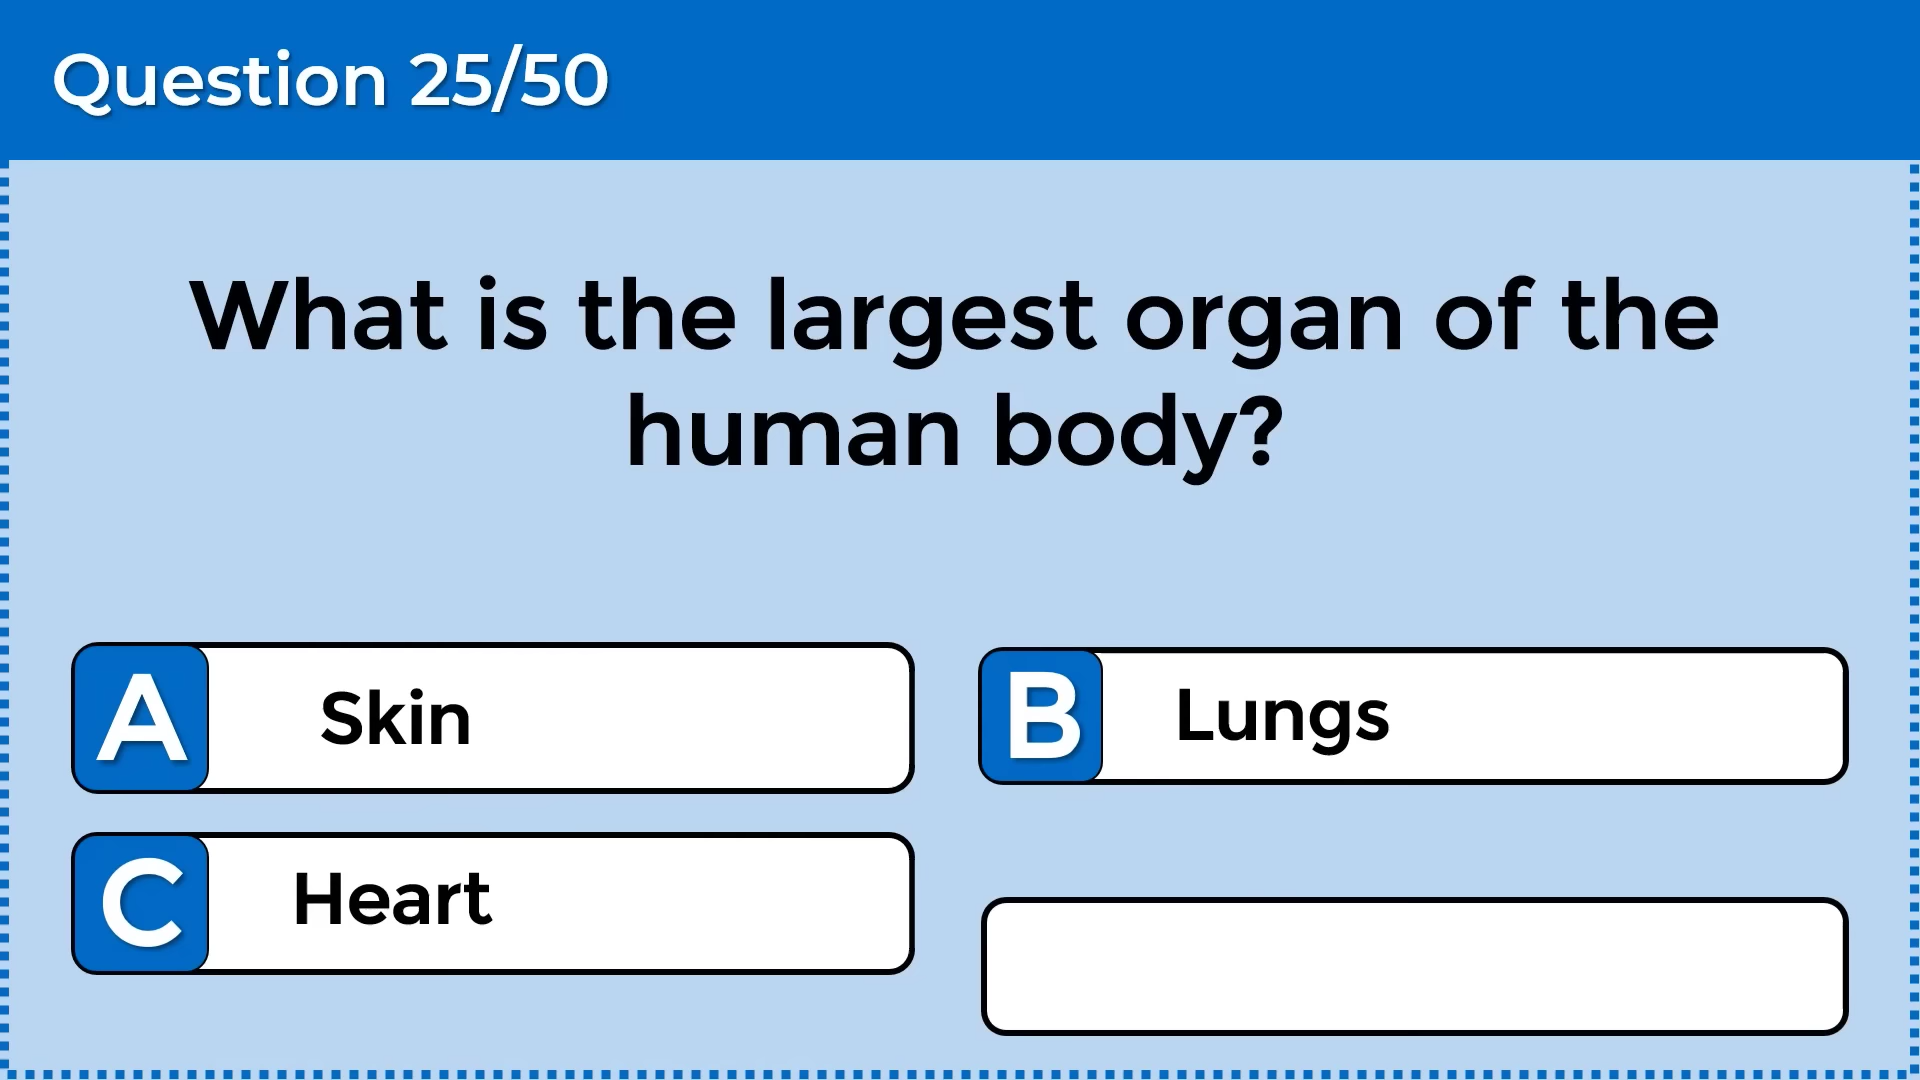 Question 25/50
What is the largest organ of the
human body?
A Skin
B Lungs
C Heart